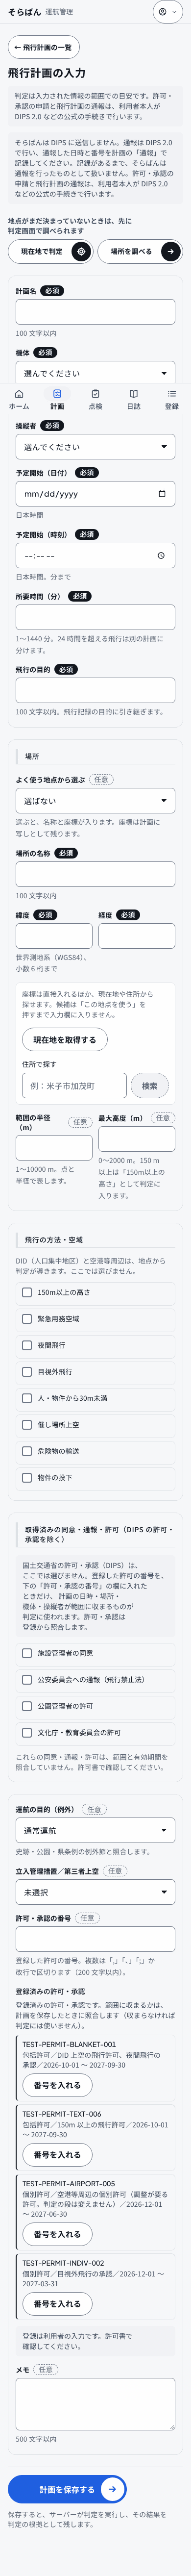 そらばん 運航管理
← 飛行計画の一覧
飛行計画の入力
判定は入力された情報の範囲での目安です。許可・
承認の申請と飛行計画の通報は、利用者本人が
DIPS 2.0 などの公式の手続きで行います。
そらばんは DIPS に送信しません。通報は DIPS 2.0
で行い、通報した日時と番号を計画の「通報」で
記録してください。記録があるまで、そらばんは
通報を行ったものとして扱いません。許可・承認の
申請と飛行計画の通報は、利用者本人が DIPS 2.0
などの公式の手続きで行います。
地点がまだ決まっていないときは、先に
判定画面で調べられます
現在地で判定
場所を調べる
計画名 必須
100 文字以内
機体 必須
選んでください
ホーム 計画 点検 日誌 登録
操縦者 必須
選んでください
予定開始（日付） 必須
mm/dd/yyyy
日本時間
予定開始（時刻） 必須
--:-- --
日本時間。分まで
所要時間（分） 必須
1〜1440 分。24 時間を超える飛行は別の計画に
分けます。
飛行の目的 必須
100 文字以内。飛行記録の目的に引き継ぎます。
場所
よく使う地点から選ぶ 任意
選ばない
選ぶと、名称と座標が入ります。座標は計画に
写しとして残ります。
場所の名称 必須
100 文字以内
緯度 必須
経度 必須
世界測地系（WGS84）、
小数 6 桁まで
座標は直接入れるほか、現在地や住所から
探せます。候補は「この地点を使う」を
押すまで入力欄に入りません。
現在地を取得する
住所で探す
例：米子市加茂町
検索
範囲の半径
（m）
任意
最大高度（m） 任意
1〜10000 m。点と
半径で表します。
0〜2000 m。150 m
以上は「150m以上の
高さ」として判定に
入ります。
飛行の方法・空域
DID（人口集中地区）と空港等周辺は、地点から
判定が導きます。ここでは選びません。
150m以上の高さ
緊急用務空域
夜間飛行
目視外飛行
人・物件から30m未満
催し場所上空
危険物の輸送
物件の投下
取得済みの同意・通報・許可（DIPS の許可・
承認を除く）
国土交通省の許可・承認（DIPS）は、
ここでは選びません。登録した許可の番号を、
下の「許可・承認の番号」の欄に入れた
ときだけ、 計画の日時・場所・
機体・操縦者が範囲に収まるものが
判定に使われます。許可・承認は
登録から照合します。
施設管理者の同意
公安委員会への通報（飛行禁止法）
公園管理者の許可
文化庁・教育委員会の許可
これらの同意・通報・許可は、範囲と有効期間を
照合していません。許可書で確認してください。
運航の目的（例外） 任意
通常運航
史跡・公園・県条例の例外節と照合します。
立入管理措置／第三者上空 任意
未選択
許可・承認の番号 任意
登録した許可の番号。複数は「,」「、」「;」か
改行で区切ります（200 文字以内）。
登録済みの許可・承認
登録済みの許可・承認です。範囲に収まるかは、
計画を保存したときに照合します（収まらなければ
判定には使いません）。
TEST-PERMIT-BLANKET-001
包括許可／DID 上空の飛行許可、夜間飛行の
承認／2026-10-01 〜 2027-09-30
番号を入れる
TEST-PERMIT-TEXT-006
包括許可／150m 以上の飛行許可／2026-10-01
〜 2027-09-30
番号を入れる
TEST-PERMIT-AIRPORT-005
個別許可／空港等周辺の個別許可（調整が要る
許可。判定の段は変えません）／2026-12-01
〜 2027-06-30
番号を入れる
TEST-PERMIT-INDIV-002
個別許可／目視外飛行の承認／2026-12-01 〜
2027-03-31
番号を入れる
登録は利用者の入力です。許可書で
確認してください。
メモ 任意
500 文字以内
計画を保存する
保存すると、サーバーが判定を実行し、その結果を
判定の根拠として残します。